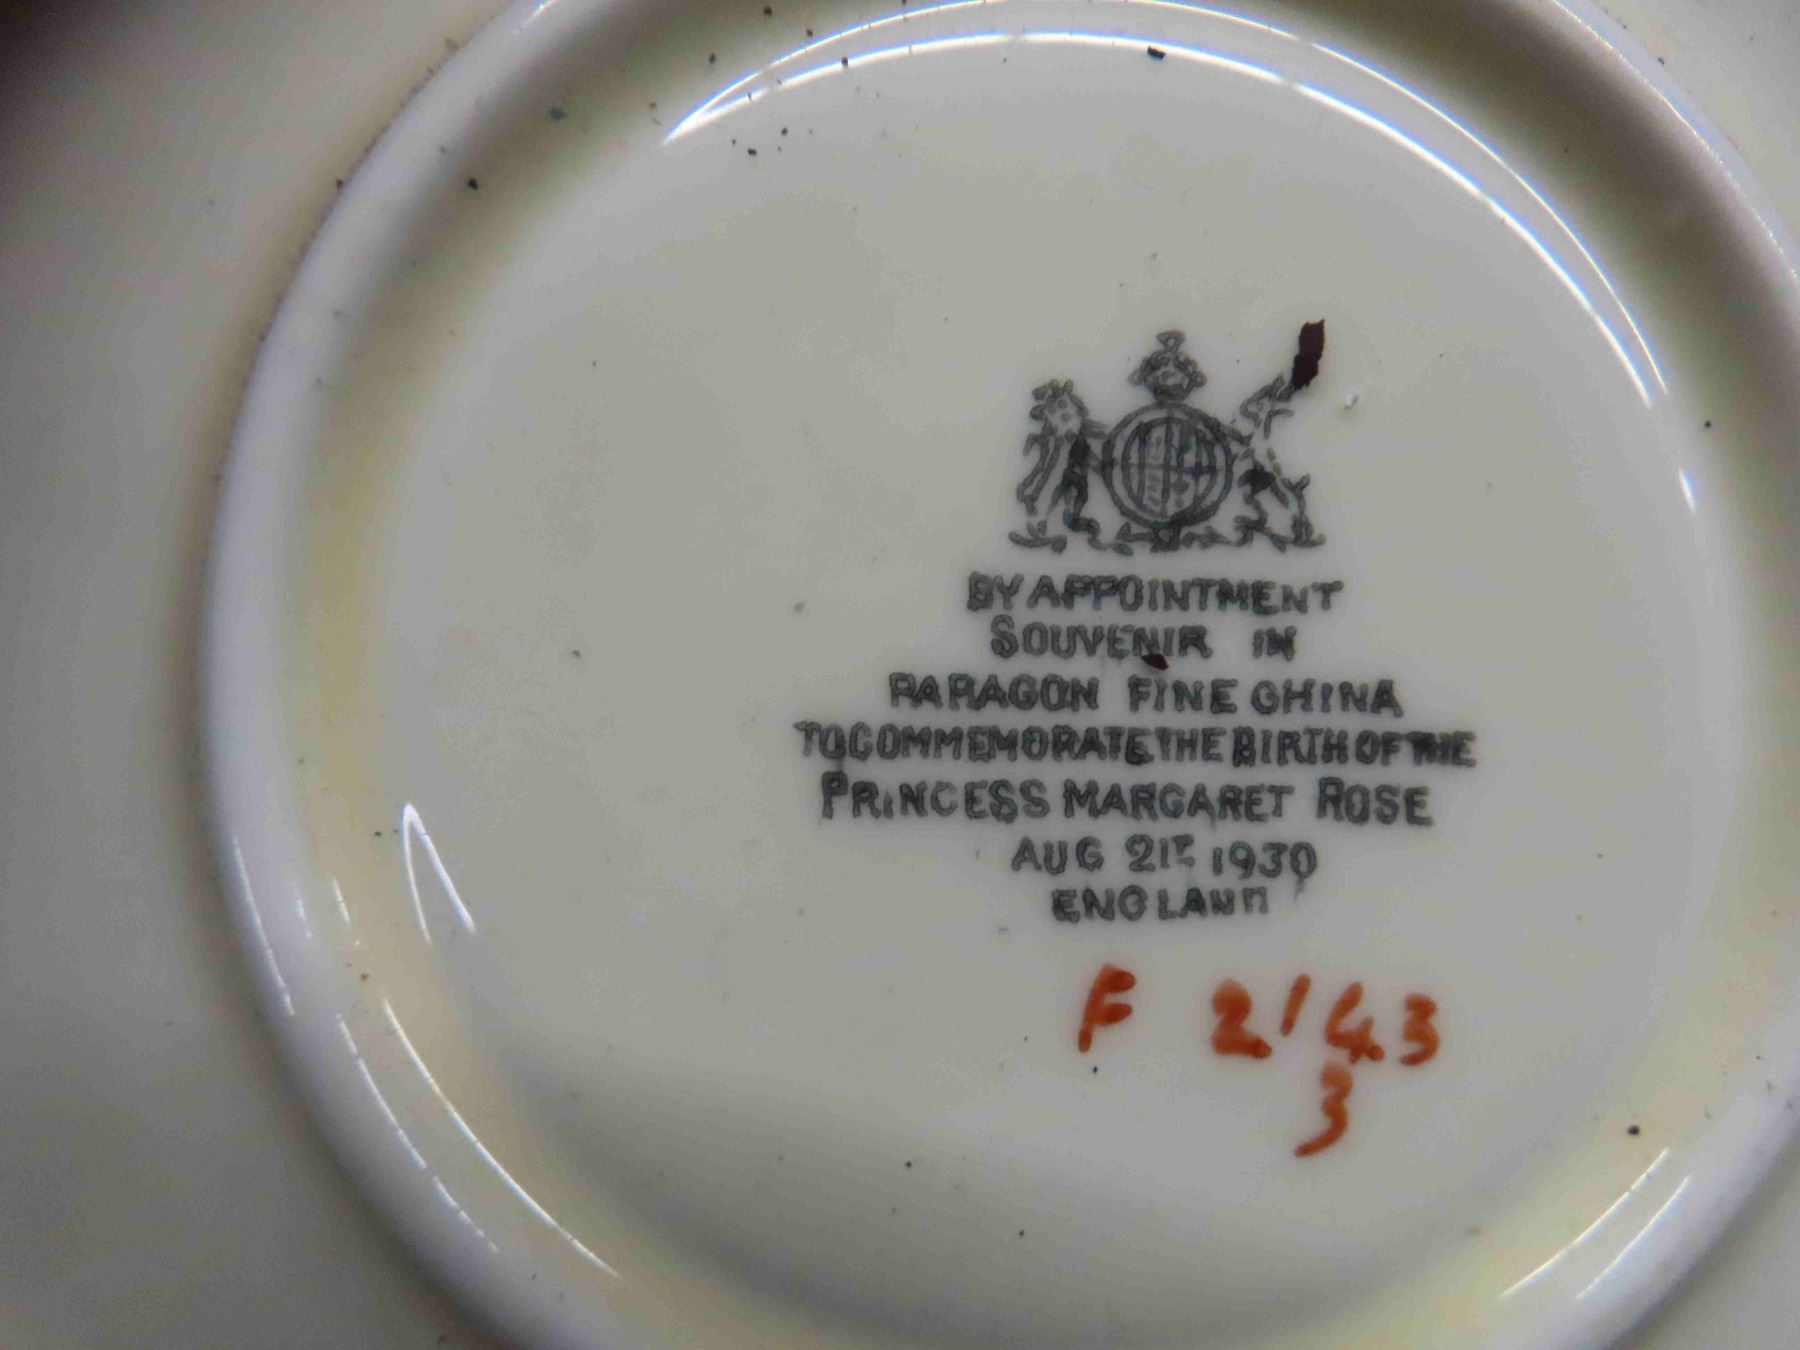 BY APPOINTMENT
SOUVENIR IN
PARAGON FINE CHINA
TO COMMEMORATE THE BIRTH OF THE
PRINCESS MARGARET ROSE
AUG 21ST 1930
ENGLAND
F 2143
3